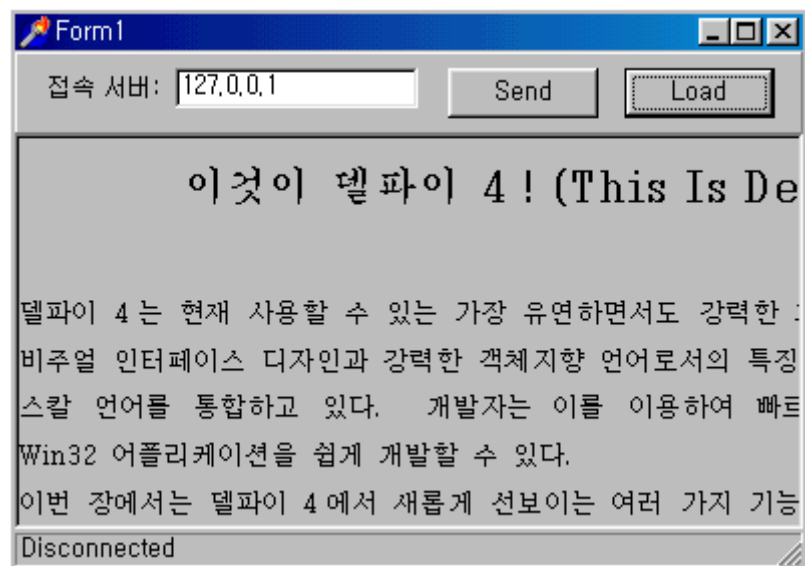 Form1
접속 서버: 127,0,0,1 Send Load
이것이 델파이 4 ! (This Is De
델파이 4 는 현재 사용할 수 있는 가장 유연하면서도 강력한
비주얼 인터페이스 디자인과 강력한 객체지향 언어로서의 특징
스칼 언어를 통합하고 있다. 개발자는 이를 이용하여 빠르
Win32 어플리케이션을 쉽게 개발할 수 있다.
이번 장에서는 델파이 4 에서 새롭게 선보이는 여러 가지 기능
Disconnected